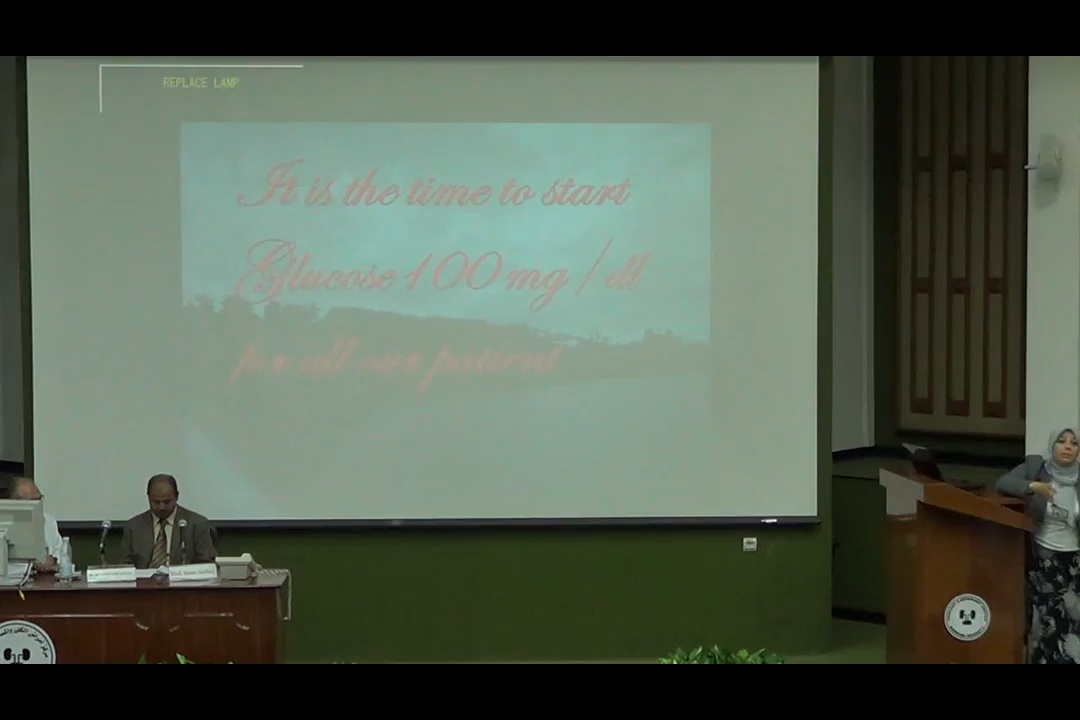 REPLACE LAMP
It is the time to start
Glucose 100 mg / dl
for all our patient